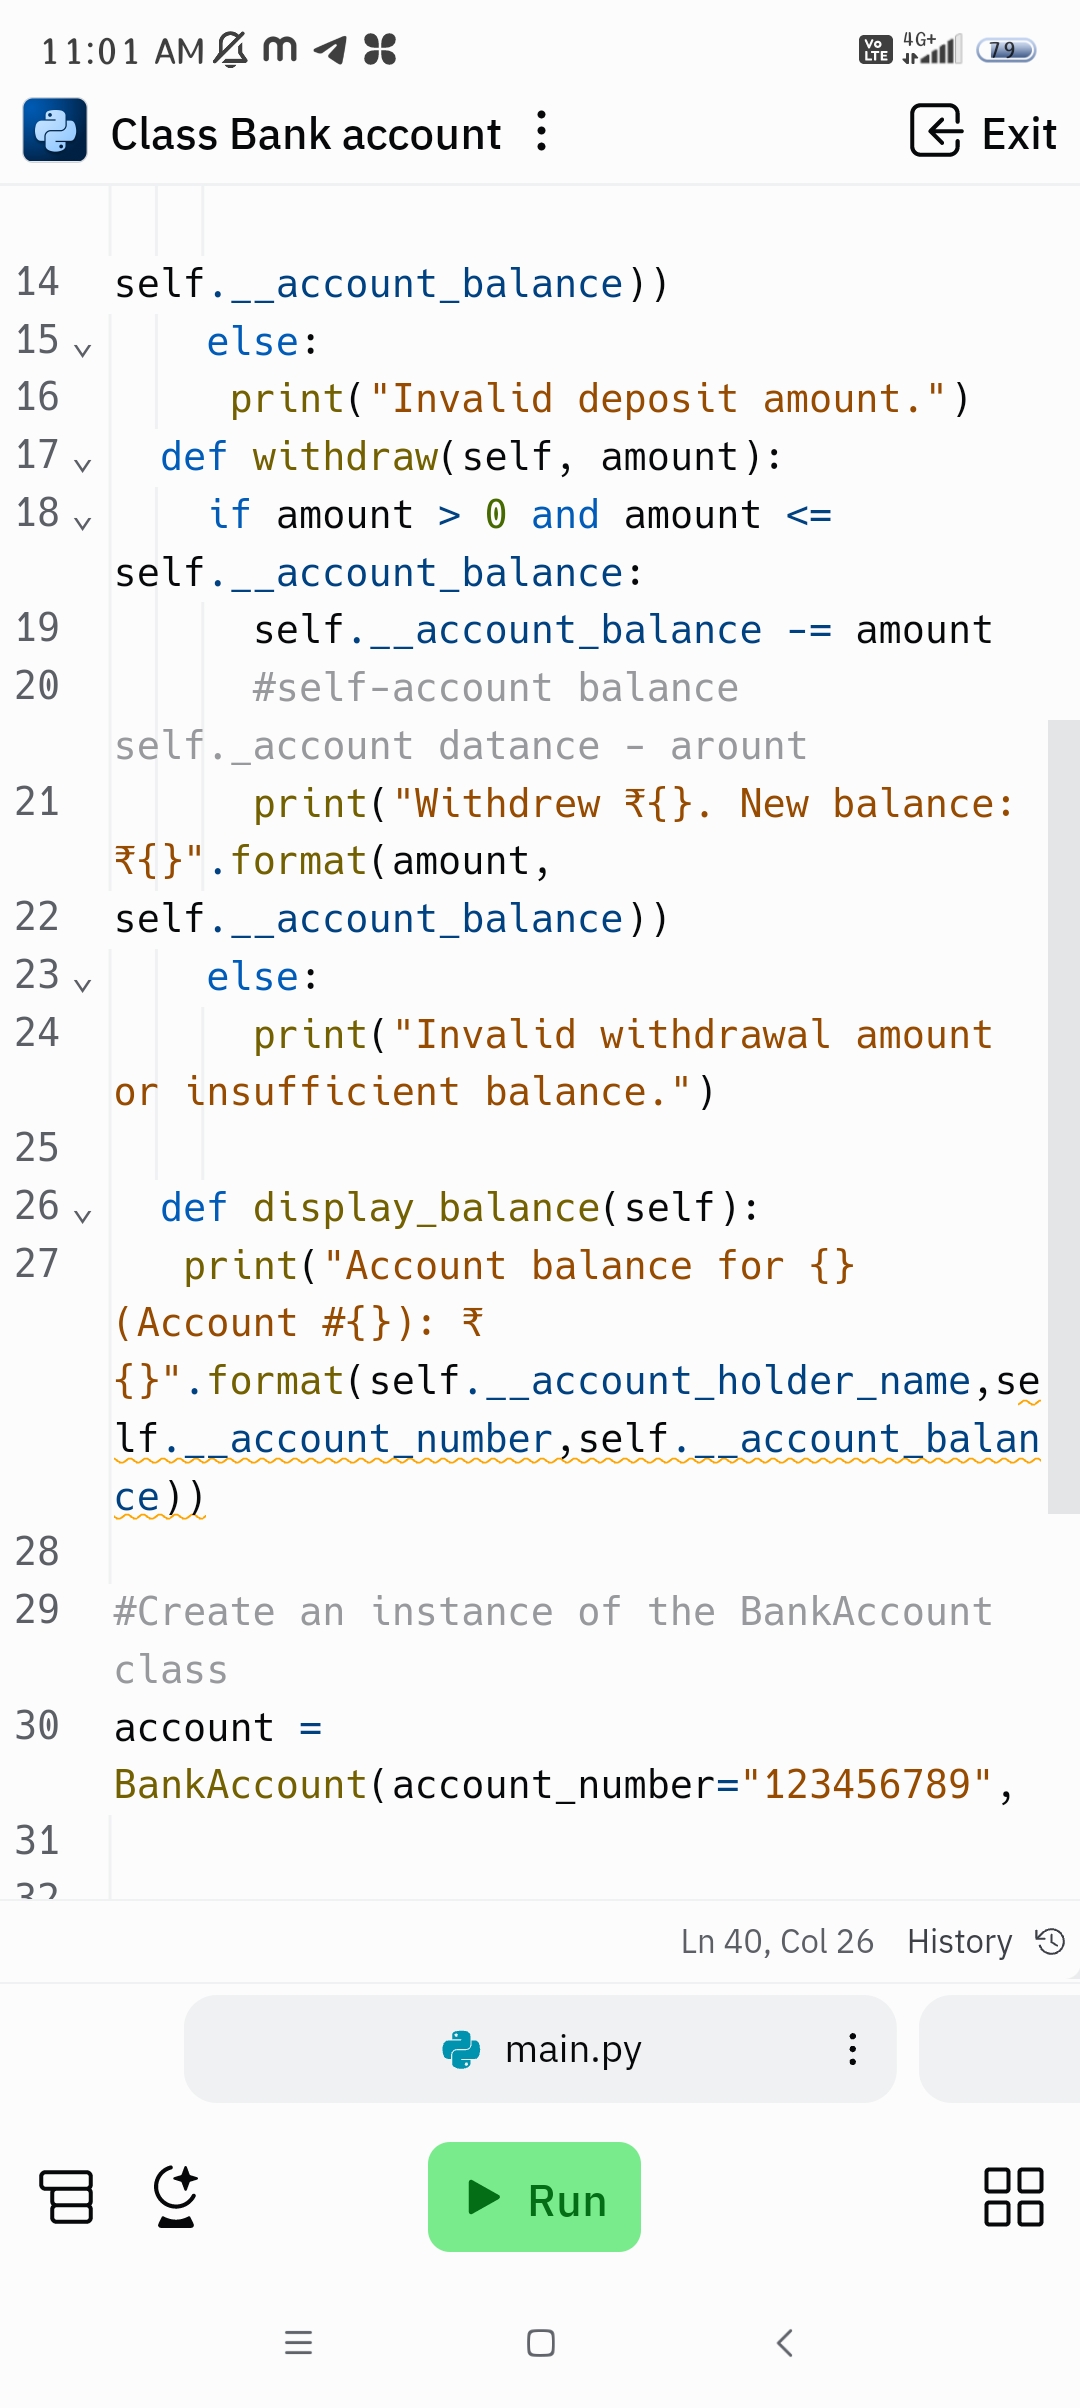 11:01 AM
Vo LTE 4G+ 79
Class Bank account
Exit
14 self.__account_balance))
15 else:
16 print("Invalid deposit amount.")
17 def withdraw(self, amount):
18 if amount > 0 and amount <=
self.__account_balance:
19 self.__account_balance -= amount
20 #self-account balance
self._account datance - arount
21 print("Withdrew ₹{}. New balance:
₹{}".format(amount,
22 self.__account_balance))
23 else:
24 print("Invalid withdrawal amount
or insufficient balance.")
25
26 def display_balance(self):
27 print("Account balance for {}
(Account #{}): ₹
{}".format(self.__account_holder_name,se
lf.__account_number,self.__account_balan
ce))
28
29 #Create an instance of the BankAccount
class
30 account =
BankAccount(account_number="123456789",
31
32
Ln 40, Col 26 History
main.py
Run